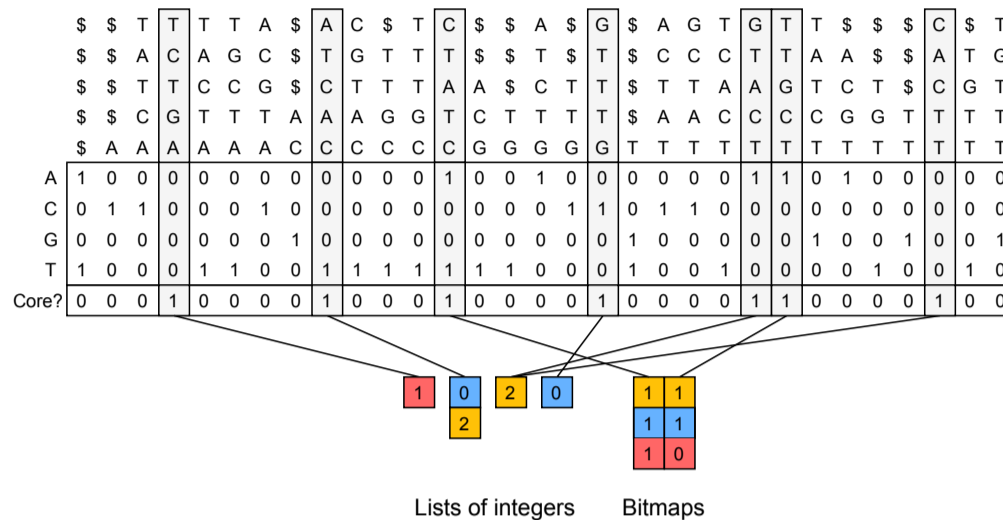 $ $ T T T T A $ A C $ T C $ $ A $ G $ A G T G T T $ $ $ C $ T
$ $ A C A G C $ T G T T T $ $ T $ T $ C C C T T A A $ $ A T G
$ $ T T C C G $ C T T T A A $ C T T $ T T A A G T C T $ C G T
$ $ C G T T T A A A G G T C T T T T $ A A C C C C G G T T T T
$ A A A A A A C C C C C C G G G G G T T T T T T T T T T T T T
A 1 0 0 0 0 0 0 0 0 0 0 0 1 0 0 1 0 0 0 0 0 0 1 1 0 1 0 0 0 0 0
C 0 1 1 0 0 0 1 0 0 0 0 0 0 0 0 0 1 1 0 1 1 0 0 0 0 0 0 0 0 0 0
G 0 0 0 0 0 0 0 1 0 0 0 0 0 0 0 0 0 0 1 0 0 0 0 0 1 0 0 1 0 0 1
T 1 0 0 0 1 1 0 0 1 1 1 1 1 1 1 0 0 0 1 0 0 1 0 0 0 0 1 0 0 1 0
Core? 0 0 0 1 0 0 0 0 1 0 0 0 1 0 0 0 0 1 0 0 0 0 1 1 0 0 0 0 1 0 0
1 0 2 0 1 1
2 1 1
1 0
Lists of integers Bitmaps